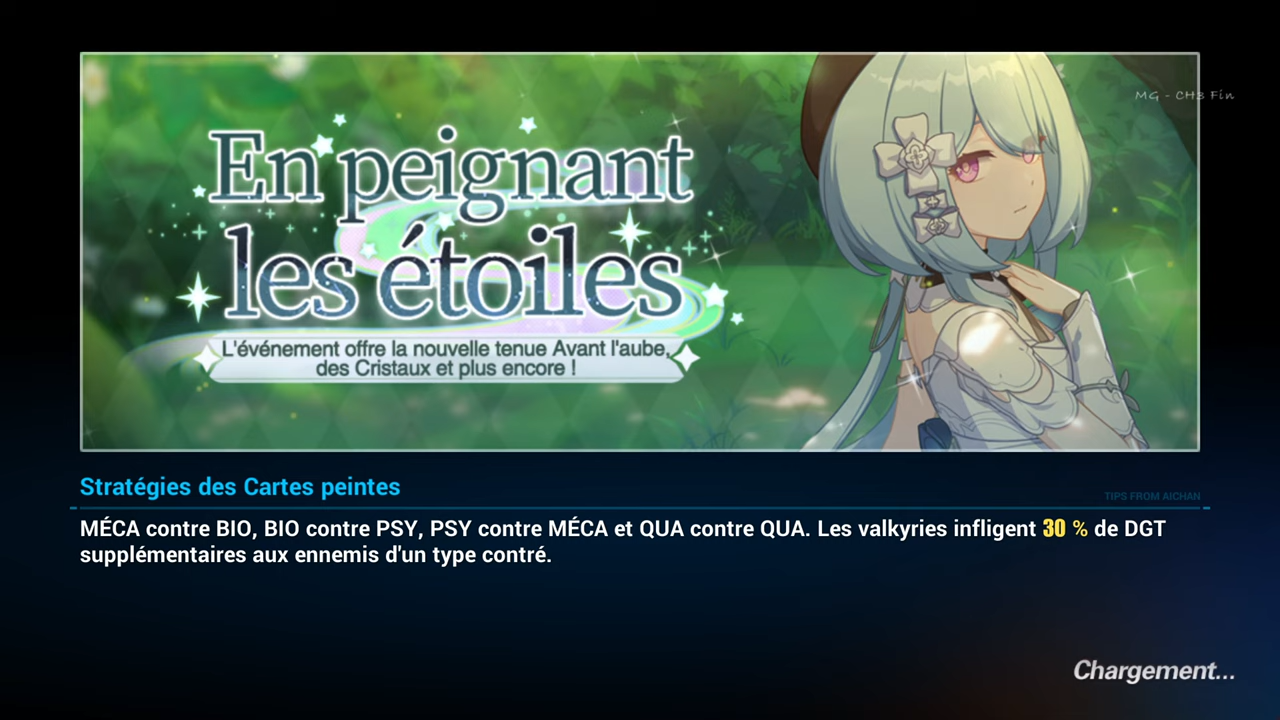 MG - CH3 Fin
En peignant
les étoiles
L'événement offre la nouvelle tenue Avant l'aube,
des Cristaux et plus encore !
Stratégies des Cartes peintes
TIPS FROM AICHAN
MÉCA contre BIO, BIO contre PSY, PSY contre MÉCA et QUA contre QUA. Les valkyries infligent 30 % de DGT
supplémentaires aux ennemis d'un type contré.
Chargement...